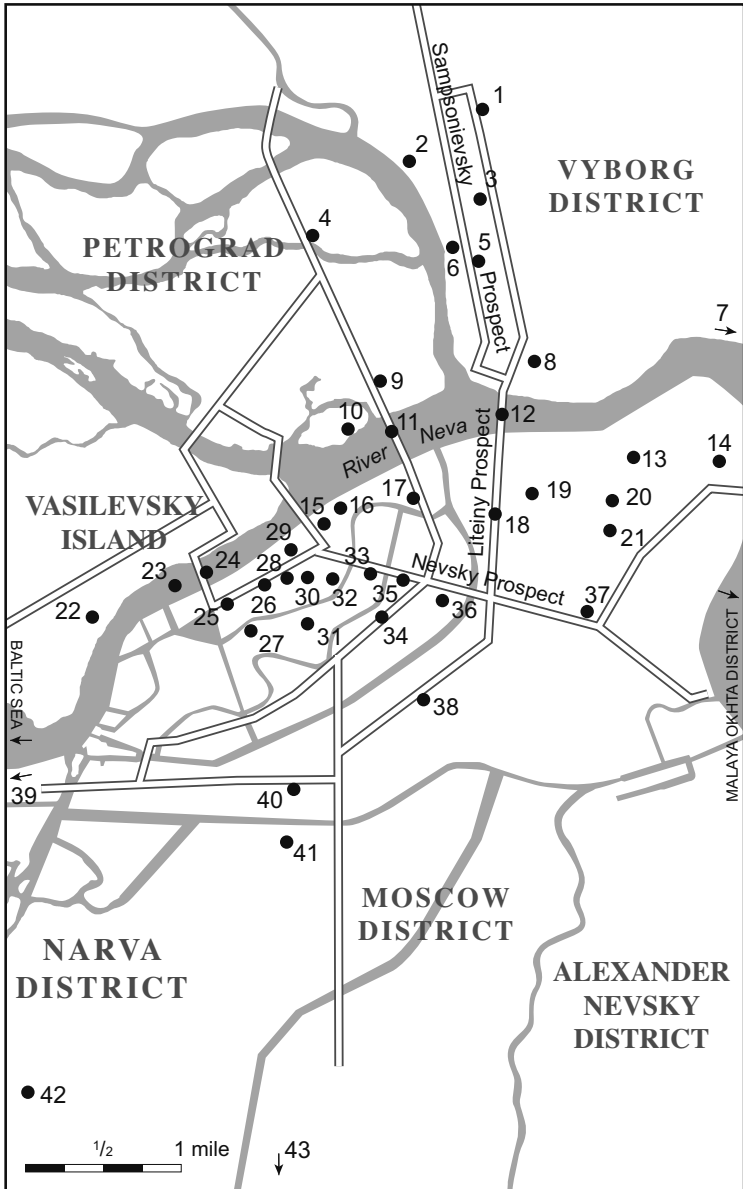 Sampsonievsky
1
2
VYBORG
DISTRICT
3
4
PETROGRAD
DISTRICT
5
6
Prospect
7
8
9
10
11
River Neva
12
Liteiny Prospect
13
14
15
16
17
18
19
20
21
VASILEVSKY
ISLAND
29
24
23
28
33
Nevsky Prospect
22
25
26
30
32
35
36
37
27
31
34
BALTIC SEA
MALAYA OKHTA DISTRICT
38
39
40
41
MOSCOW
DISTRICT
NARVA
DISTRICT
ALEXANDER
NEVSKY
DISTRICT
42
1/2
1 mile
43